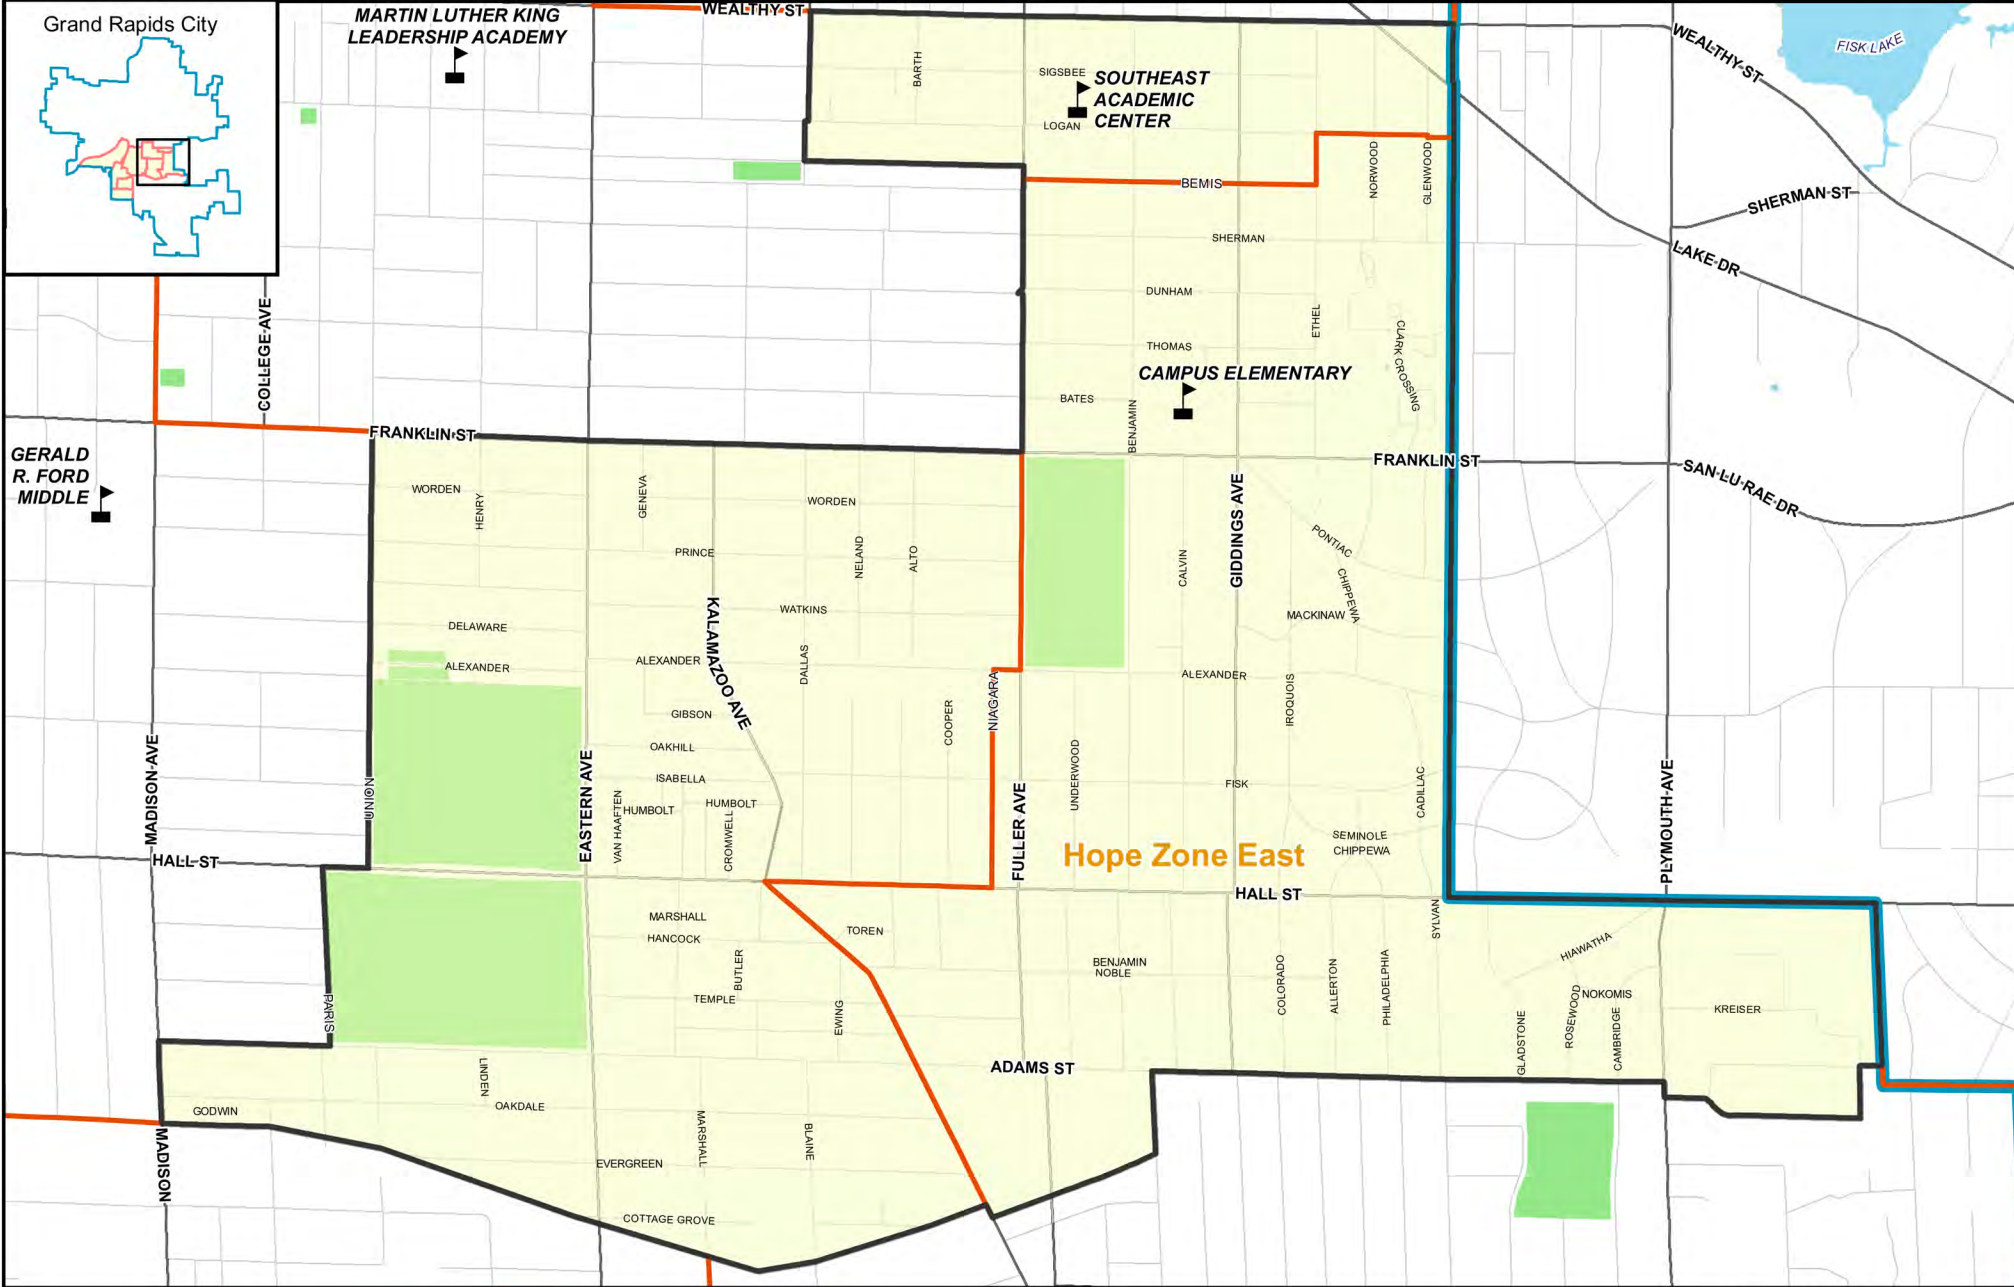 Grand Rapids City
MARTIN LUTHER KING
LEADERSHIP ACADEMY
WEALTHY ST
BARTH
SIGSBEE
SOUTHEAST
ACADEMIC
CENTER
LOGAN
WEALTHY ST
FISK LAKE
BEMIS
NORWOOD
GLENWOOD
SHERMAN ST
SHERMAN
LAKE DR
DUNHAM
ETHEL
CLARK CROSSING
THOMAS
CAMPUS ELEMENTARY
BATES
BENJAMIN
COLLEGE AVE
FRANKLIN ST
FRANKLIN ST
SAN LU RAE DR
GERALD
R. FORD
MIDDLE
WORDEN
HENRY
GENEVA
WORDEN
PRINCE
NELAND
ALTO
CALVIN
GIDDINGS AVE
PONTIAC
CHIPPEWA
MACKINAW
WATKINS
KALAMAZOO AVE
DELAWARE
ALEXANDER
ALEXANDER
DALLAS
ALEXANDER
IROQUOIS
NIAGARA
COOPER
GIBSON
OAKHILL
ISABELLA
HUMBOLT
HUMBOLT
VAN HAAFTEN
CROMWELL
EASTERN AVE
UNION
MADISON AVE
HALL ST
FULLER AVE
UNDERWOOD
FISK
CADILLAC
SEMINOLE
CHIPPEWA
Hope Zone East
HALL ST
PLYMOUTH AVE
SYLVAN
MARSHALL
HANCOCK
BUTLER
TEMPLE
TOREN
EWING
BENJAMIN
NOBLE
COLORADO
ALLERTON
PHILADELPHIA
HIAWATHA
NOKOMIS
ROSEWOOD
CAMBRIDGE
GLADSTONE
KREISER
PARIS
ADAMS ST
LINDEN
OAKDALE
GODWIN
MADISON
MARSHALL
BLAINE
EVERGREEN
COTTAGE GROVE